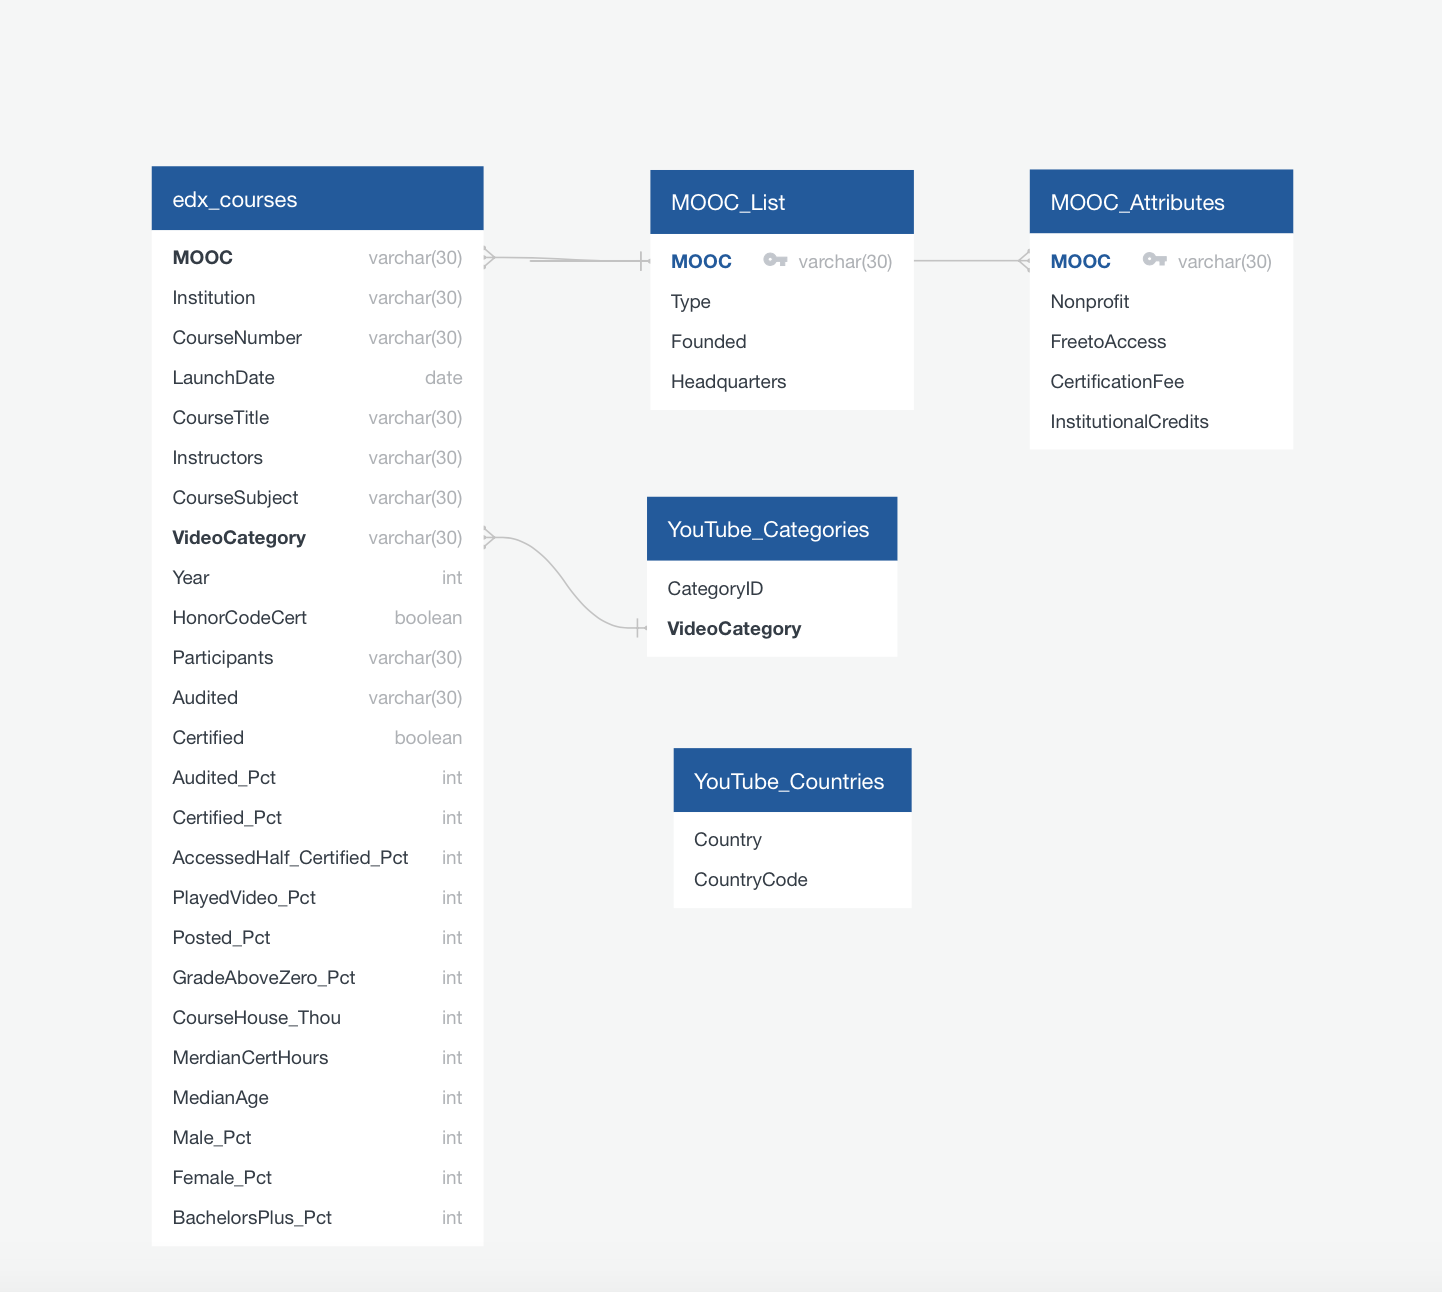 edx_courses
MOOC varchar(30)
Institution varchar(30)
CourseNumber varchar(30)
LaunchDate date
CourseTitle varchar(30)
Instructors varchar(30)
CourseSubject varchar(30)
VideoCategory varchar(30)
Year int
HonorCodeCert boolean
Participants varchar(30)
Audited varchar(30)
Certified boolean
Audited_Pct int
Certified_Pct int
AccessedHalf_Certified_Pct int
PlayedVideo_Pct int
Posted_Pct int
GradeAboveZero_Pct int
CourseHouse_Thou int
MerdianCertHours int
MedianAge int
Male_Pct int
Female_Pct int
BachelorsPlus_Pct int
MOOC_List
MOOC varchar(30)
Type
Founded
Headquarters
MOOC_Attributes
MOOC varchar(30)
Nonprofit
FreetoAccess
CertificationFee
InstitutionalCredits
YouTube_Categories
CategoryID
VideoCategory
YouTube_Countries
Country
CountryCode